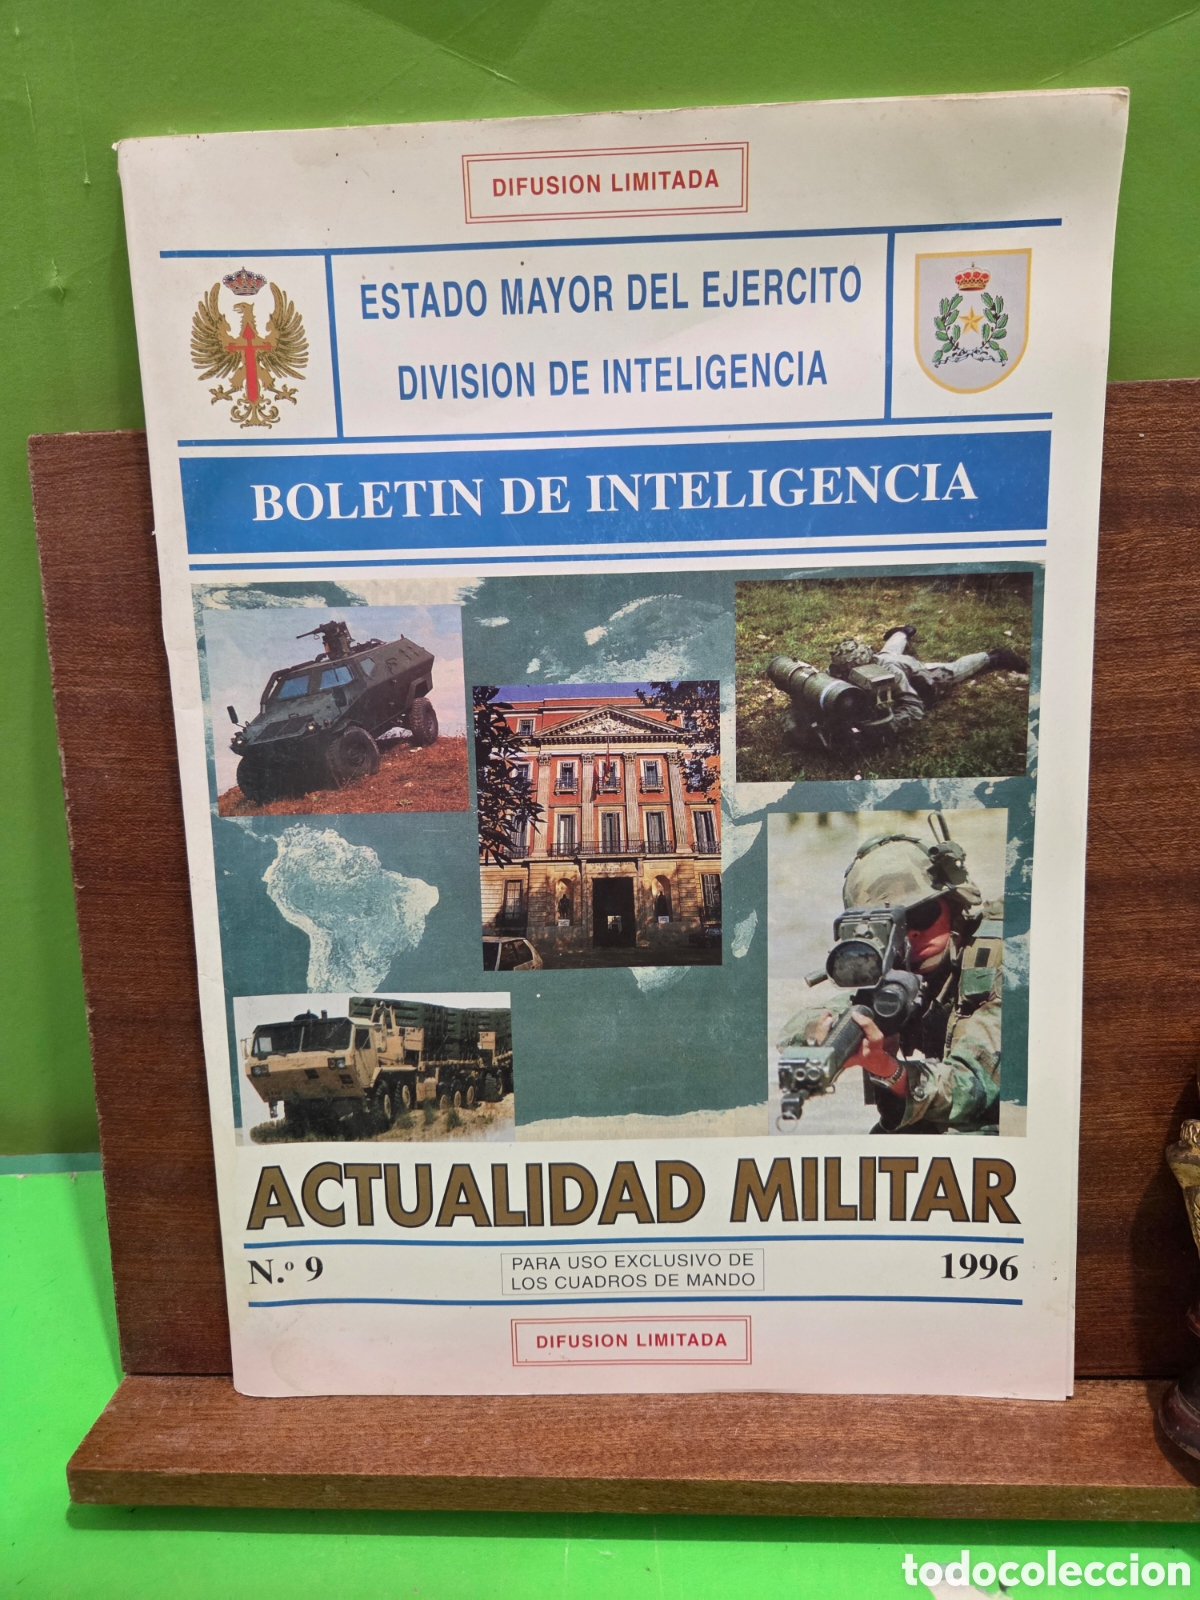 DIFUSION LIMITADA
ESTADO MAYOR DEL EJERCITO
DIVISION DE INTELIGENCIA
BOLETIN DE INTELIGENCIA
ACTUALIDAD MILITAR
N.º 9
PARA USO EXCLUSIVO DE
LOS CUADROS DE MANDO
1996
DIFUSION LIMITADA
todocoleccion